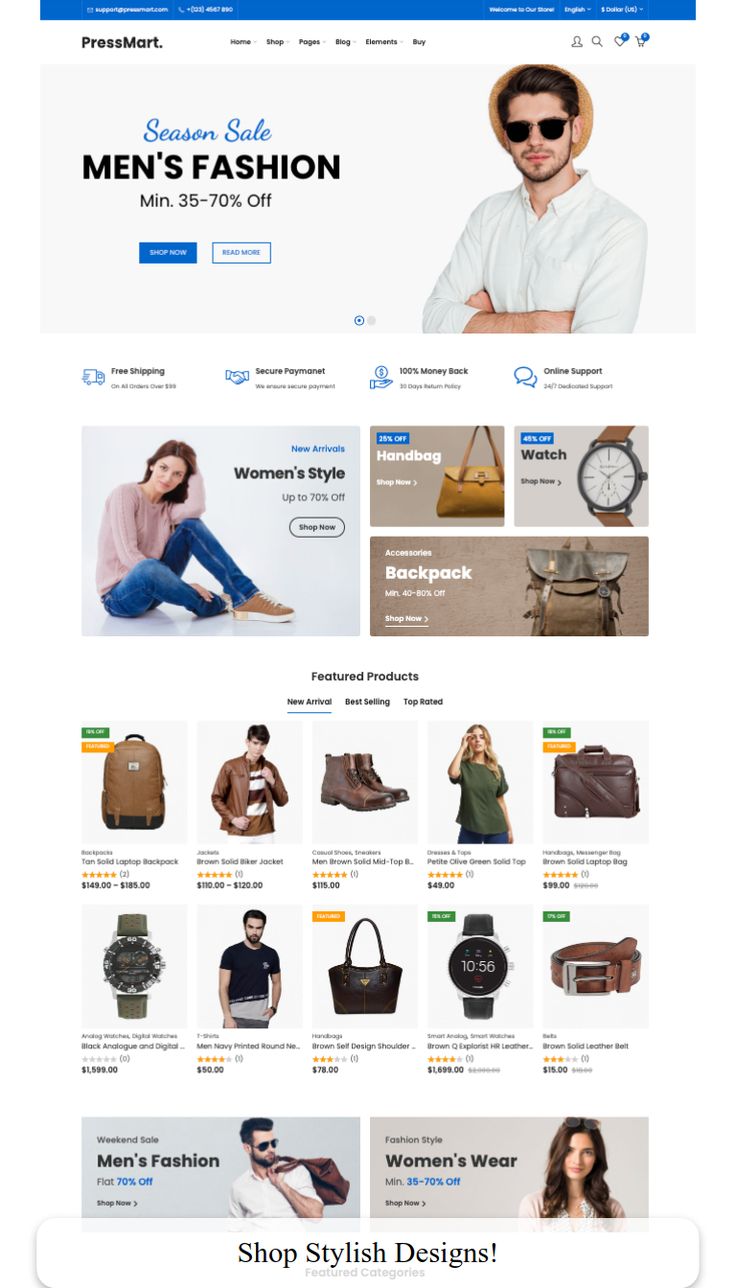 support@pressmart.com
+(123) 4567 890
Welcome to Our Store!
English
$ Dollar (US)
PressMart.
Home
Shop
Pages
Blog
Elements
Buy
0
0
Season Sale
MEN'S FASHION
Min. 35-70% Off
SHOP NOW
READ MORE
Free Shipping
On All Orders Over $99
Secure Paymanet
We ensure secure payment
100% Money Back
30 Days Return Policy
Online Support
24/7 Dedicated Support
New Arrivals
Women's Style
Up to 70% Off
Shop Now
25% OFF
Handbag
Shop Now
45% OFF
Watch
Shop Now
Accessories
Backpack
Min. 40-80% Off
Shop Now
Featured Products
New Arrival
Best Selling
Top Rated
FEATURED
FEATURED
Backpacks
Tan Solid Laptop Backpack
(2)
$149.00 – $185.00
Jackets
Brown Solid Biker Jacket
(1)
$110.00 – $120.00
Casual Shoes, Sneakers
Men Brown Solid Mid-Top B...
(1)
$115.00
Dresses & Tops
Petite Olive Green Solid Top
(1)
$49.00
Handbags, Messenger Bag
Brown Solid Laptop Bag
(1)
$99.00 $120.00
FEATURED
15% OFF
17% OFF
10:56
Analog Watches, Digital Watches
Black Analogue and Digital ...
(0)
$1,599.00
T-Shirts
Men Navy Printed Round Ne...
(1)
$50.00
Handbags
Brown Self Design Shoulder ...
(1)
$78.00
Smart Analog, Smart Watches
Brown Q Explorist HR Leather...
(1)
$1,699.00 $2,000.00
Belts
Brown Solid Leather Belt
(1)
$15.00 $18.00
Weekend Sale
Men's Fashion
Flat 70% Off
Shop Now
Fashion Style
Women's Wear
Min. 35-70% Off
Shop Now
Shop Stylish Designs!
Featured Categories